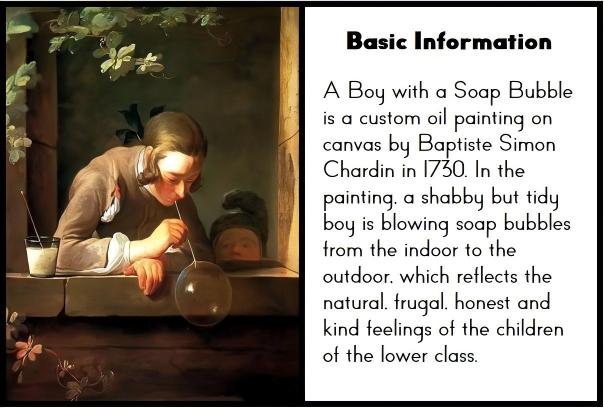 Basic Information
A Boy with a Soap Bubble
is a custom oil painting on
canvas by Baptiste Simon
Chardin in 1730. In the
painting, a shabby but tidy
boy is blowing soap bubbles
from the indoor to the
outdoor, which reflects the
natural, frugal, honest and
kind feelings of the children
of the lower class.